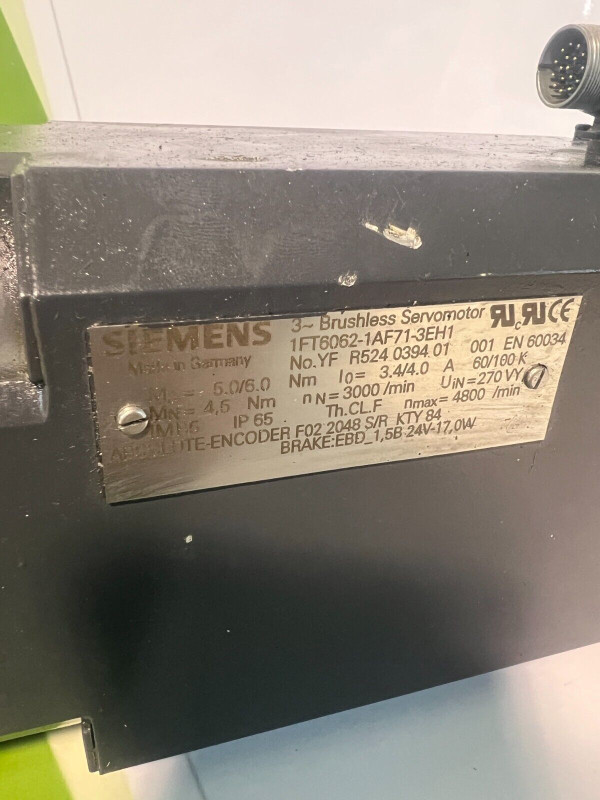 SIEMENS
Made in Germany
3~ Brushless Servomotor
1FT6062-1AF71-3EH1
No.YF R524 0394 01 001 EN 60034
= 5.0/6.0 Nm I0= 3.4/4.0 A 60/100 K
MN= 4,5 Nm nN= 3000 /min UIN=270 VY
IP 65 Th.CL.F nmax= 4800 /min
ABSOLUTE-ENCODER F02 2048 S/R KTY 84
BRAKE:EBD_1,5B 24V-17,0W